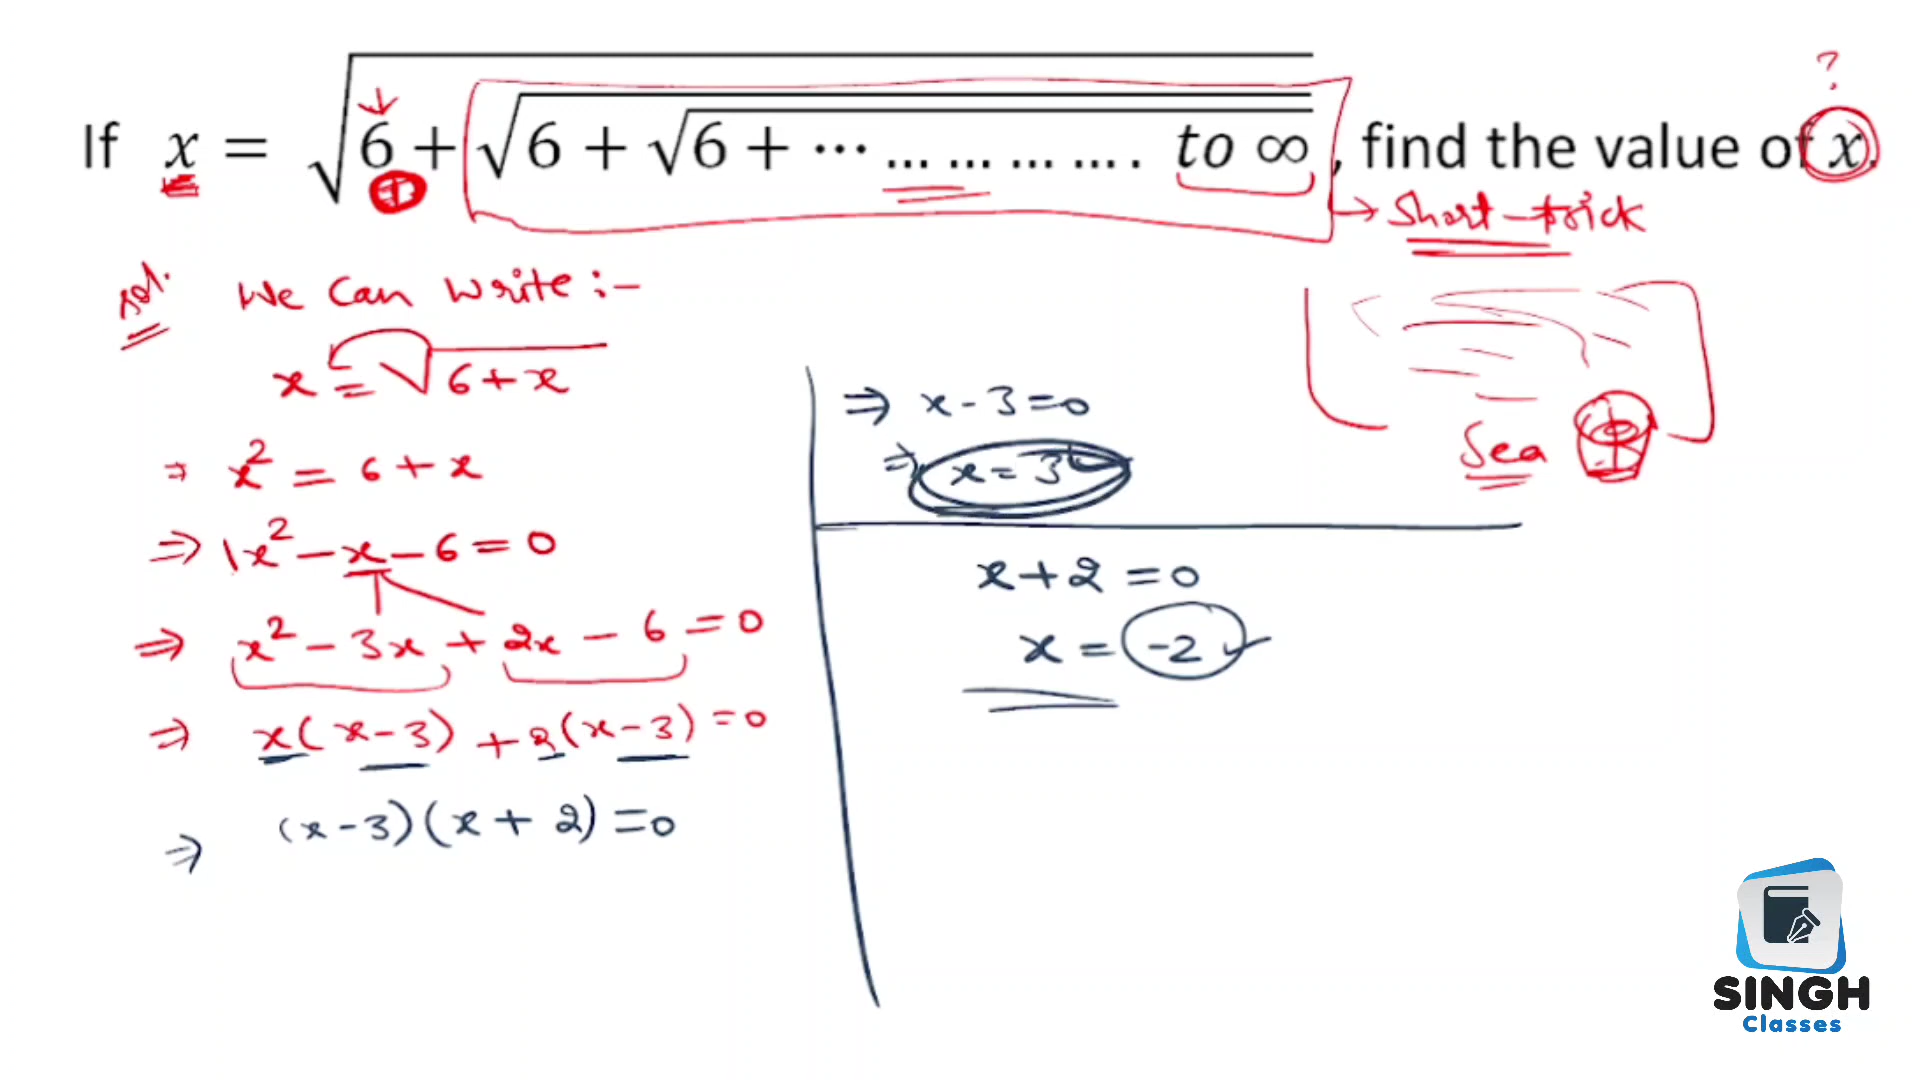 If x = √6 + √6 + √6 + ⋯ ... ... ... .... to ∞, find the value of x.
?
→ Short-trick
Sol. We Can Write :-
x = √6+x
⇒ x² = 6+x
⇒ 1x² - x - 6 = 0
⇒ x² - 3x + 2x - 6 = 0
⇒ x(x-3) + 2(x-3) = 0
⇒ (x-3)(x+2) = 0
⇒ x-3=0
⇒ x=3
x+2=0
x = -2
Sea
SINGH
Classes